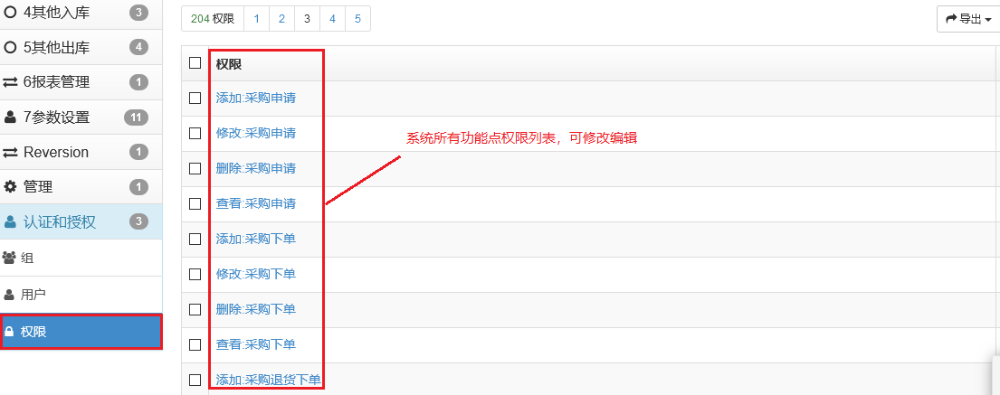 4其他入库 3
5其他出库 4
6报表管理 1
7参数设置 11
Reversion 1
管理 1
认证和授权 3
组
用户
权限
204 权限 1 2 3 4 5
导出
权限
添加:采购申请
修改:采购申请
删除:采购申请
查看:采购申请
添加:采购下单
修改:采购下单
删除:采购下单
查看:采购下单
添加:采购退货下单
系统所有功能点权限列表，可修改编辑